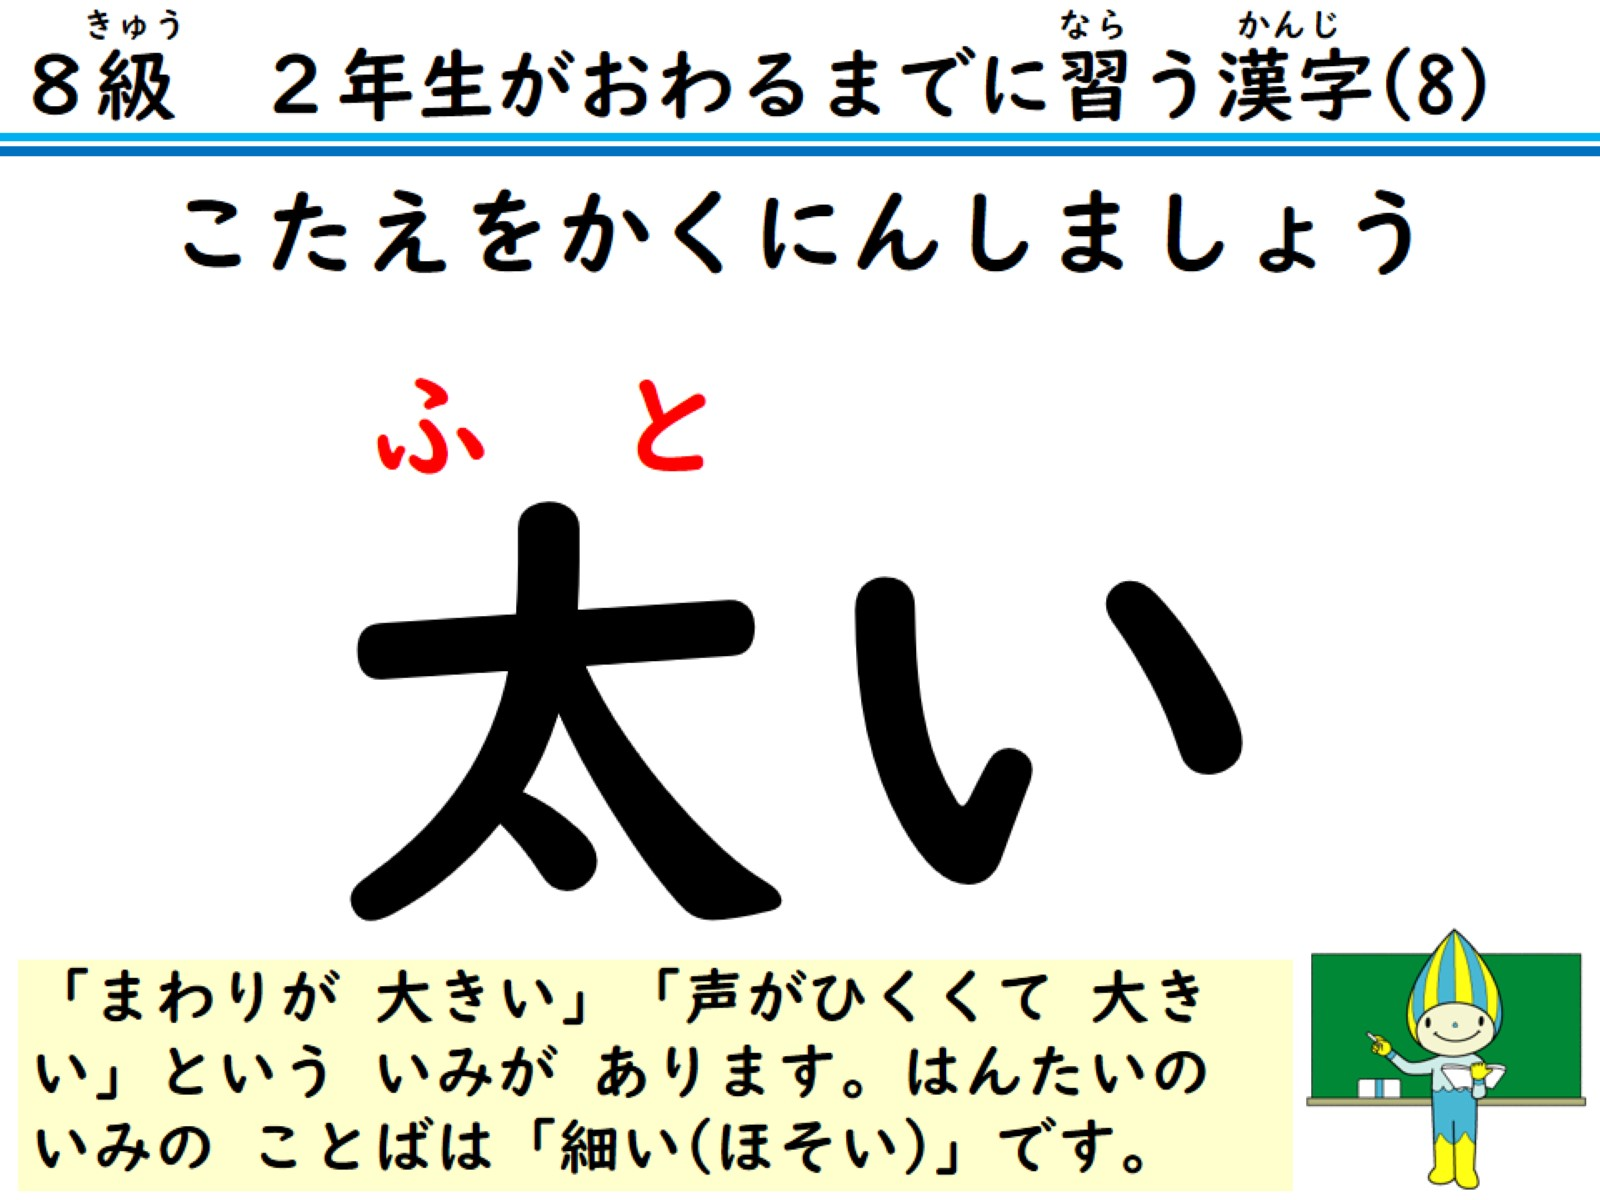 きゅう なら かんじ
8級 2年生がおわるまでに習う漢字(8)
こたえをかくにんしましょう
ふと
太い
「まわりが 大きい」「声がひくくて 大き
い」という いみが あります。はんたいの
いみの ことばは「細い(ほそい)」です。